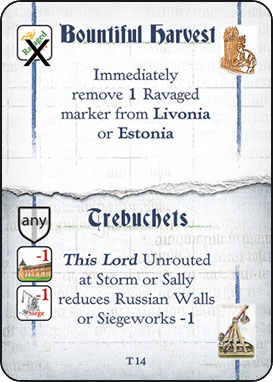 Ravaged
Bountiful Harvest
Immediately
remove 1 Ravaged
marker from Livonia
or Estonia
any
Trebuchets
-1
This Lord Unrouted
at Storm or Sally
reduces Russian Walls
or Siegeworks -1
-1
Siege
T14